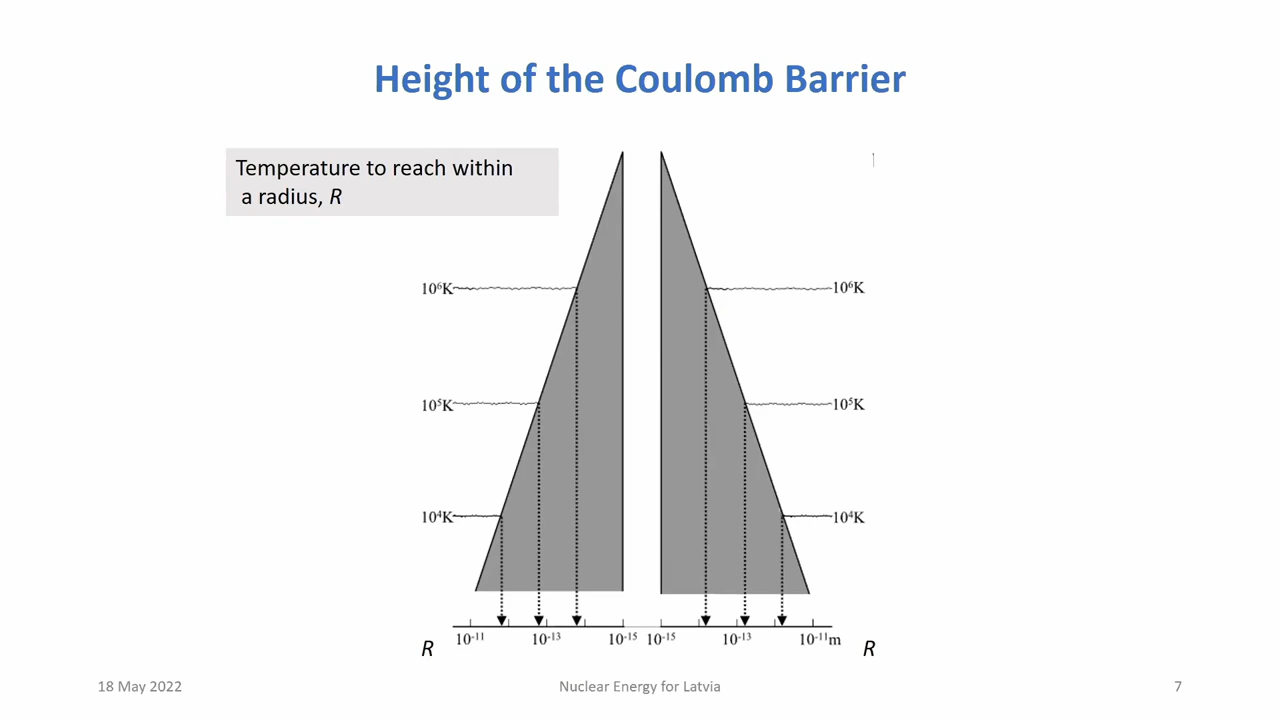 Height of the Coulomb Barrier
Temperature to reach within
a radius, R
10⁶K
10⁶K
10⁵K
10⁵K
10⁴K
10⁴K
R
10⁻¹¹
10⁻¹³
10⁻¹⁵
10⁻¹⁵
10⁻¹³
10⁻¹¹m
R
18 May 2022
Nuclear Energy for Latvia
7